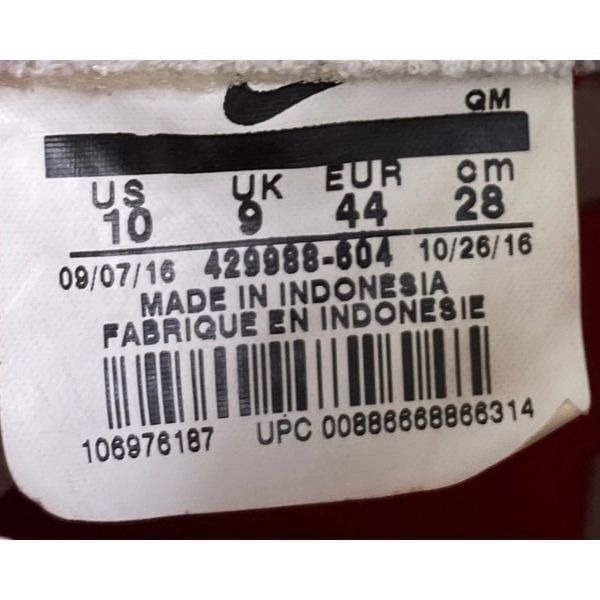 QM
US UK EUR cm
10 9 44 28
09/07/16 429988-604 10/26/16
MADE IN INDONESIA
FABRIQUE EN INDONESIE
106976187 UPC 00886668866314